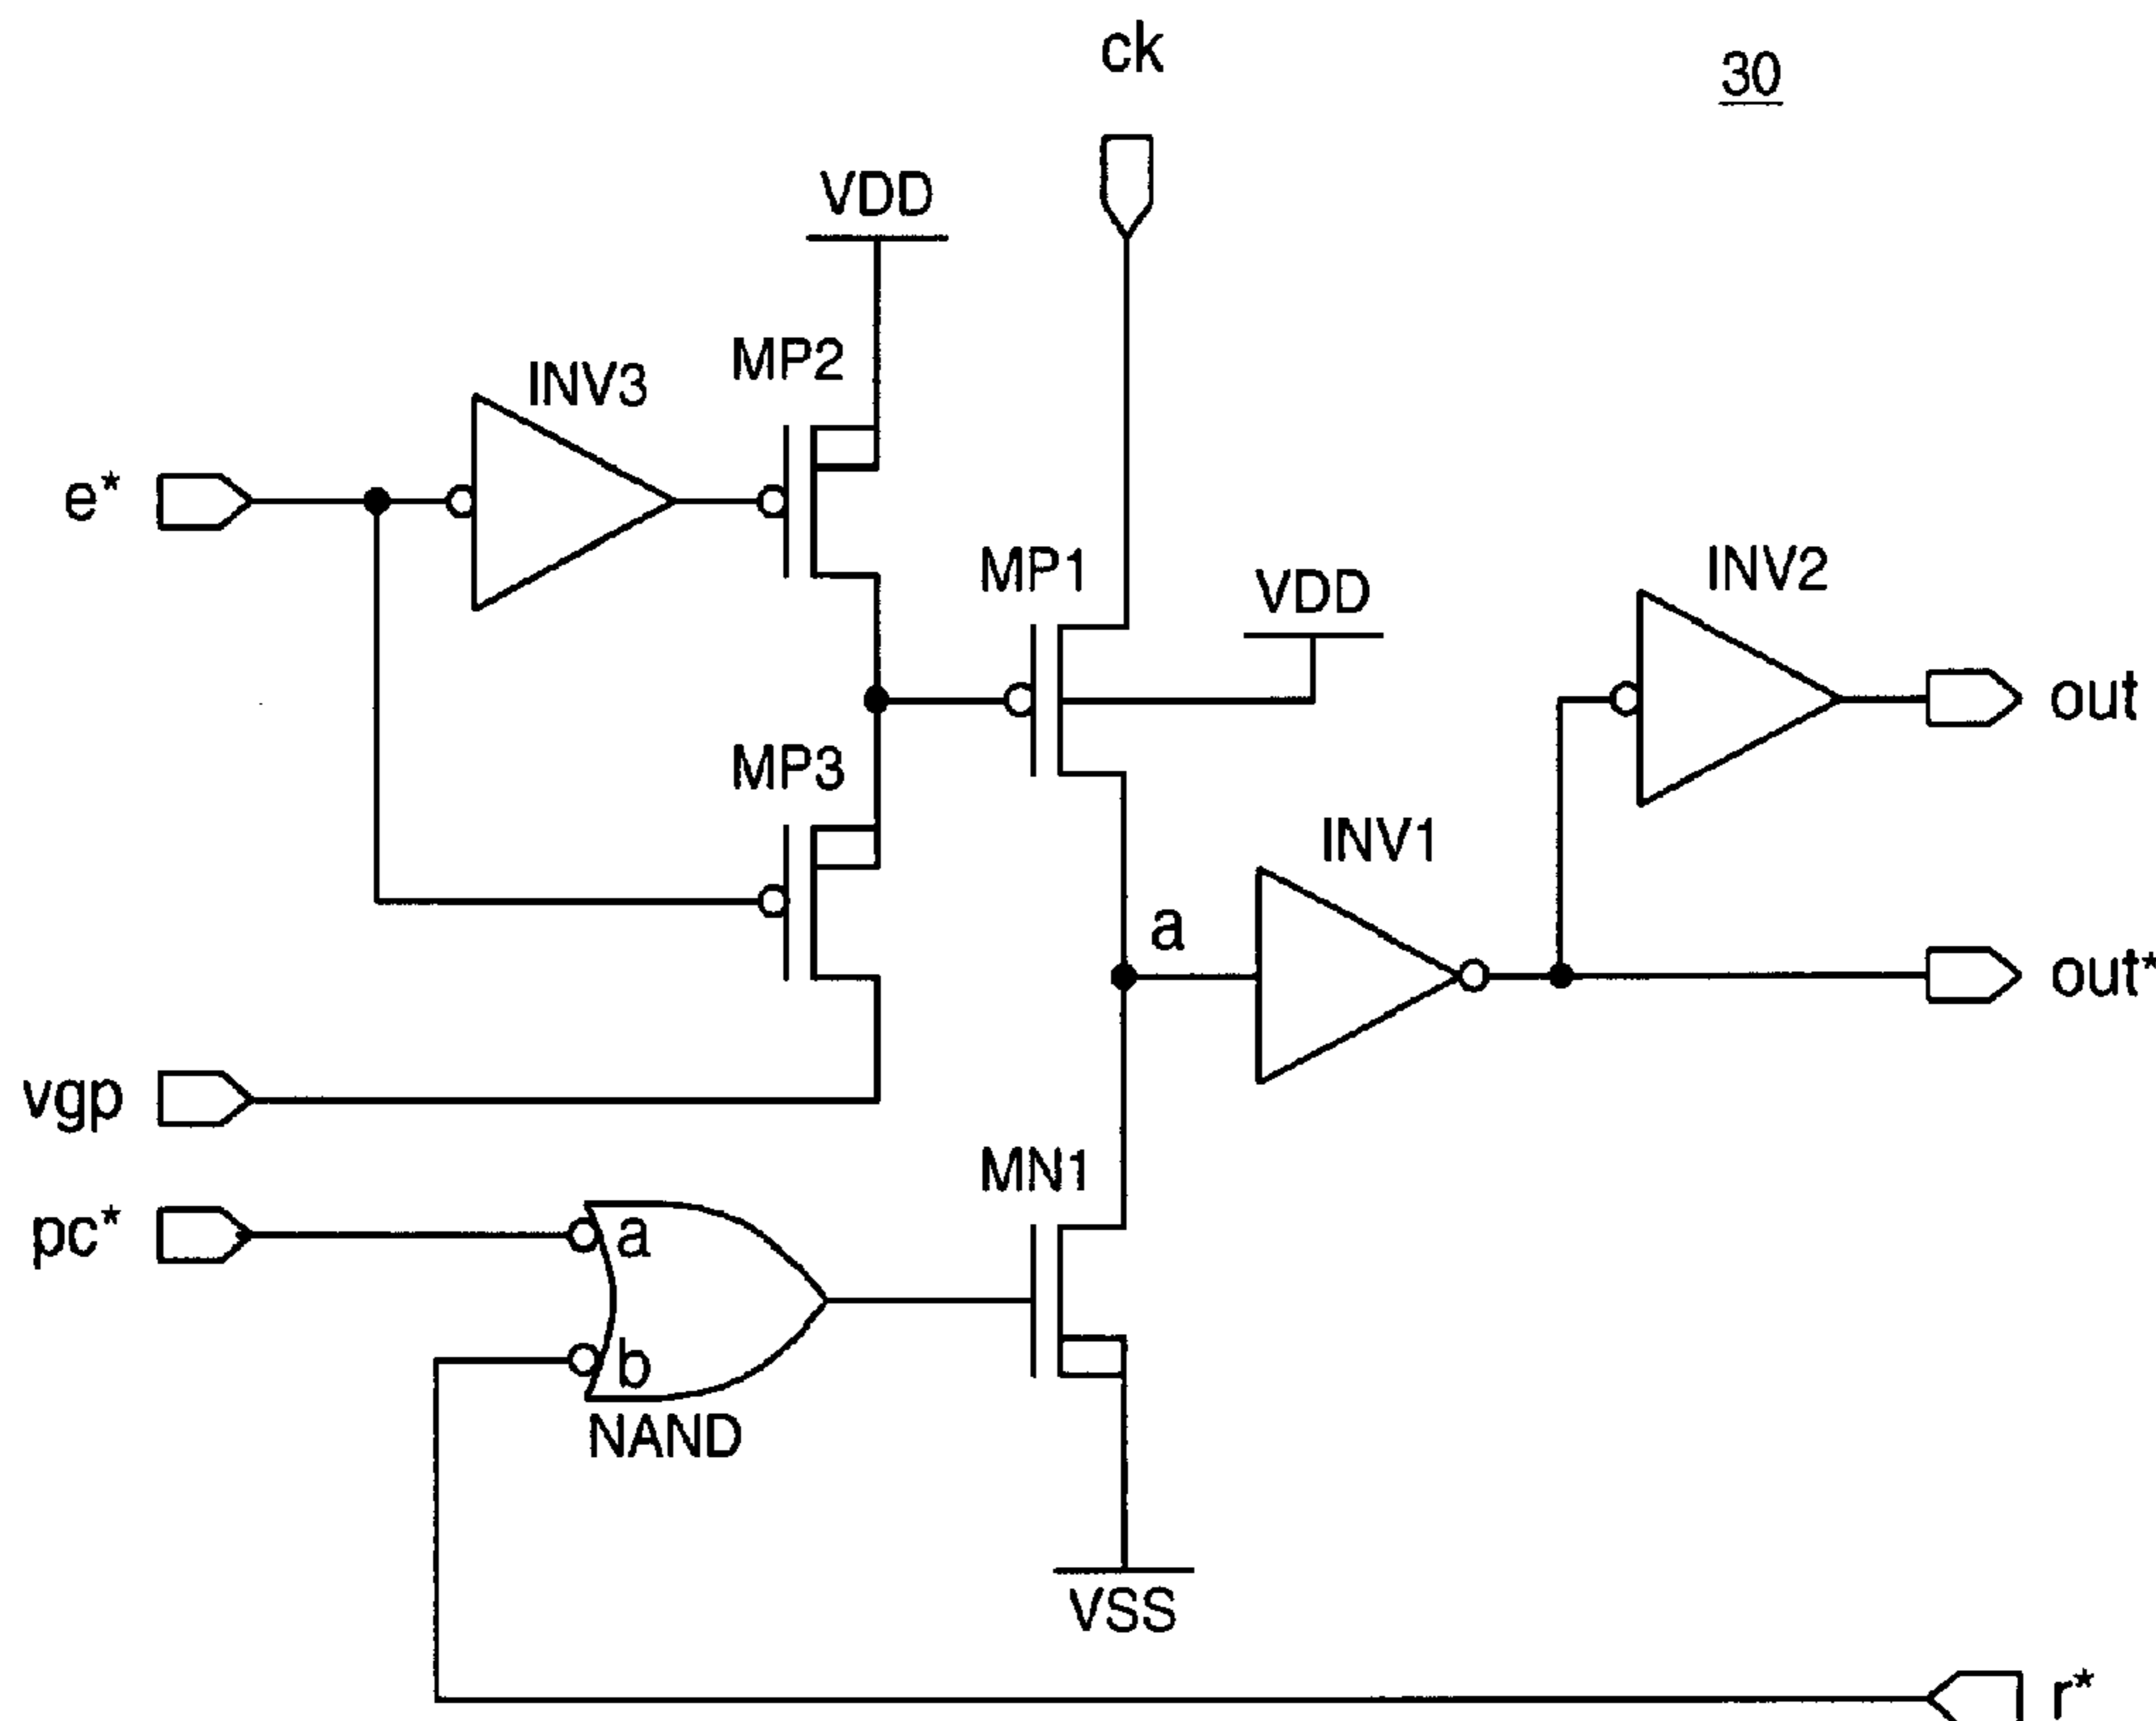 ck
30
VDD
MP2
INV3
e*
MP1
VDD
INV2
out
MP3
INV1
a
out*
vgp
MN1
pc*
a
b
NAND
VSS
r*